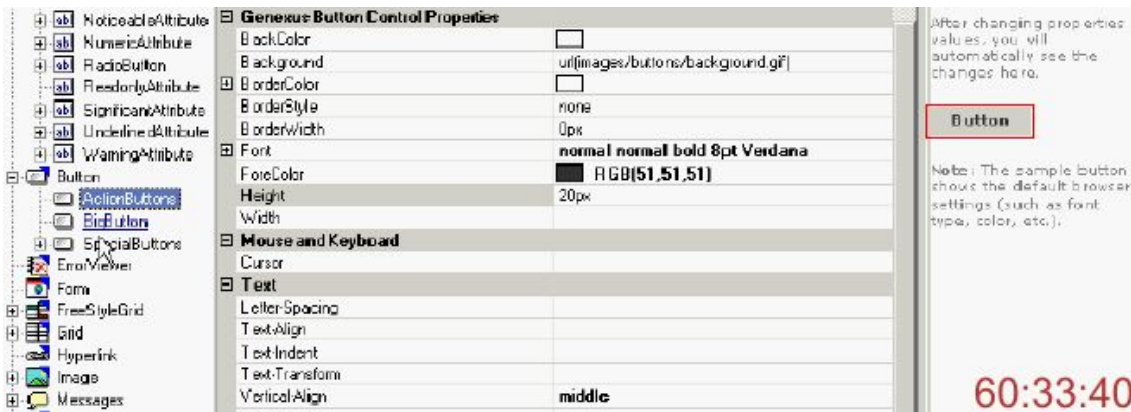 NoticeableAttribute
NumericAttribute
RadioButton
ReadonlyAttribute
SignificantAttribute
UnderlinedAttribute
WarningAttribute
Button
ActionButtons
BigButton
SpecialButtons
ErrorViewer
Form
FreeStyleGrid
Grid
Hyperlink
Image
Messages
Genexus Button Control Properties
BackColor
Background url(images/buttons/background.gif)
BorderColor
BorderStyle none
BorderWidth 0px
Font normal normal bold 8pt Verdana
ForeColor RGB(51,51,51)
Height 20px
Width
Mouse and Keyboard
Cursor
Text
Letter-Spacing
Text-Align
Text-Indent
Text-Transform
Vertical-Align middle
After changing properties
values, you will
automatically see the
changes here.
Button
Note: The sample button
shows the default browser
settings (such as font
type, color, etc.).
60:33:40